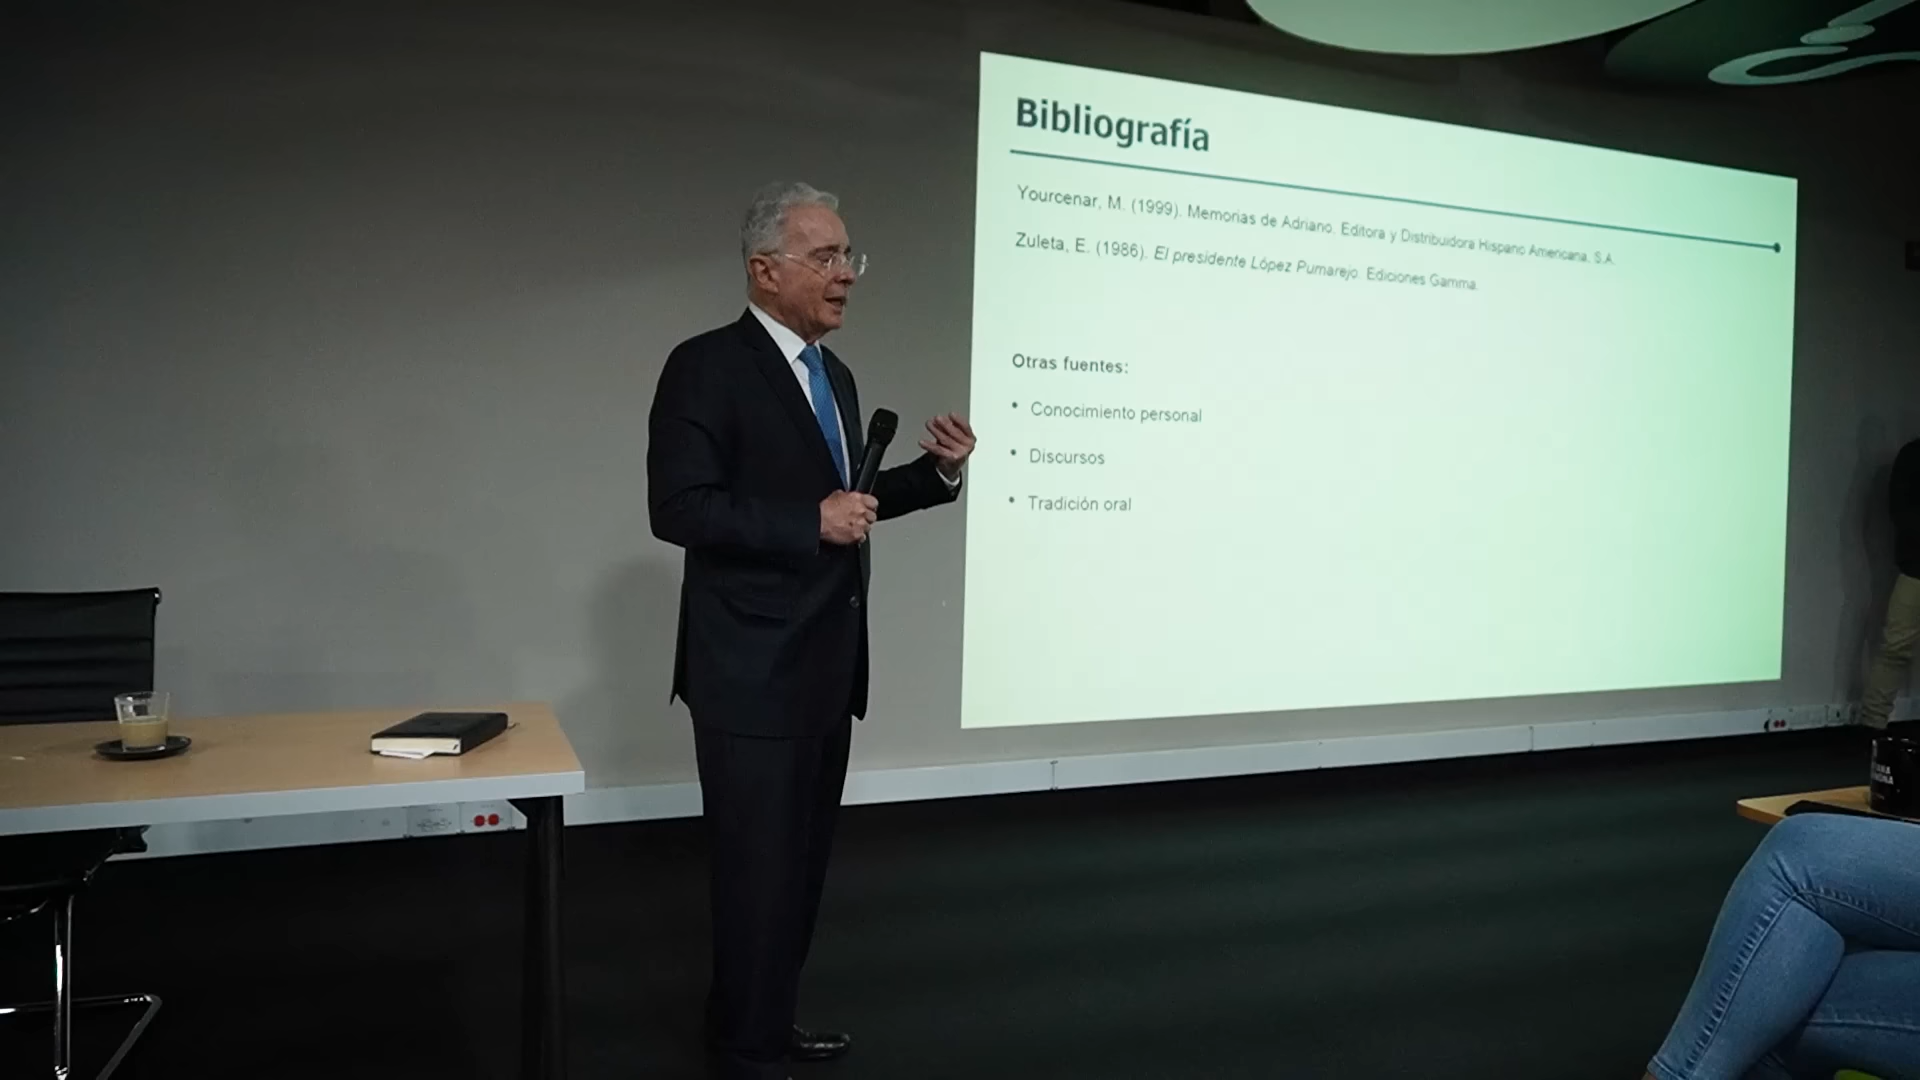 Bibliografía
Yourcenar, M. (1999). Memorias de Adriano. Editora y Distribuidora Hispano Americana, S.A.
Zuleta, E. (1986). El presidente López Pumarejo. Ediciones Gamma.
Otras fuentes:
• Conocimiento personal
• Discursos
• Tradición oral